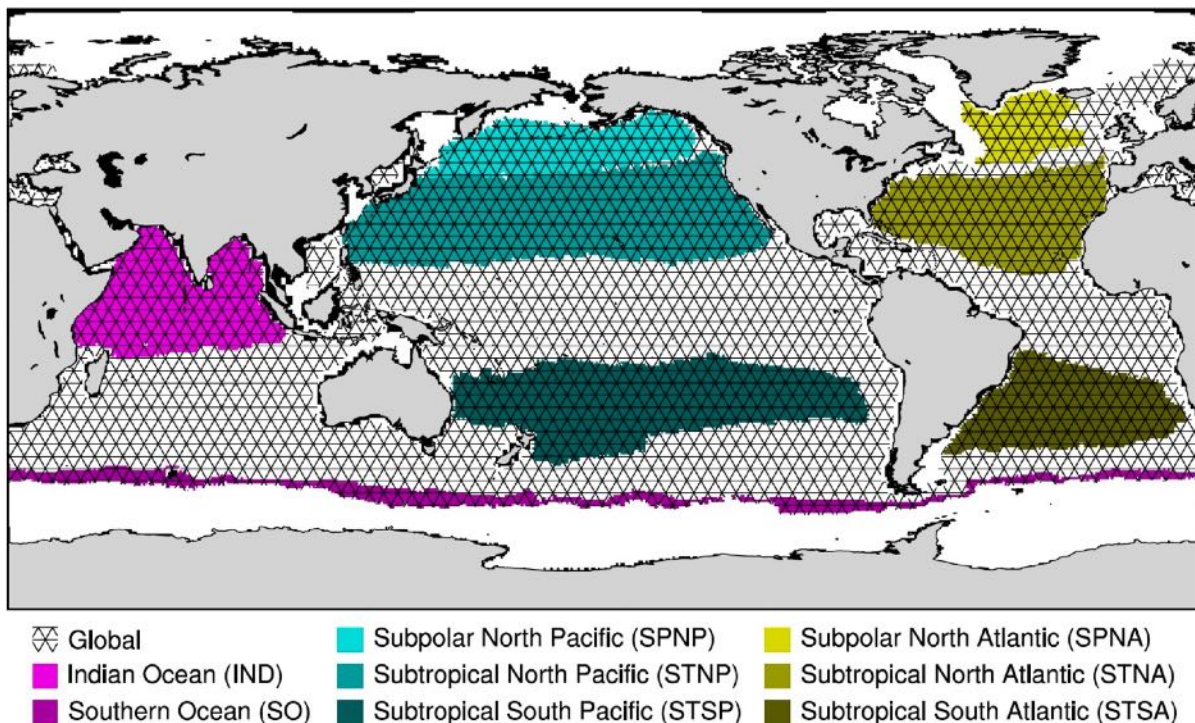 Global
Indian Ocean (IND)
Southern Ocean (SO)
Subpolar North Pacific (SPNP)
Subtropical North Pacific (STNP)
Subtropical South Pacific (STSP)
Subpolar North Atlantic (SPNA)
Subtropical North Atlantic (STNA)
Subtropical South Atlantic (STSA)